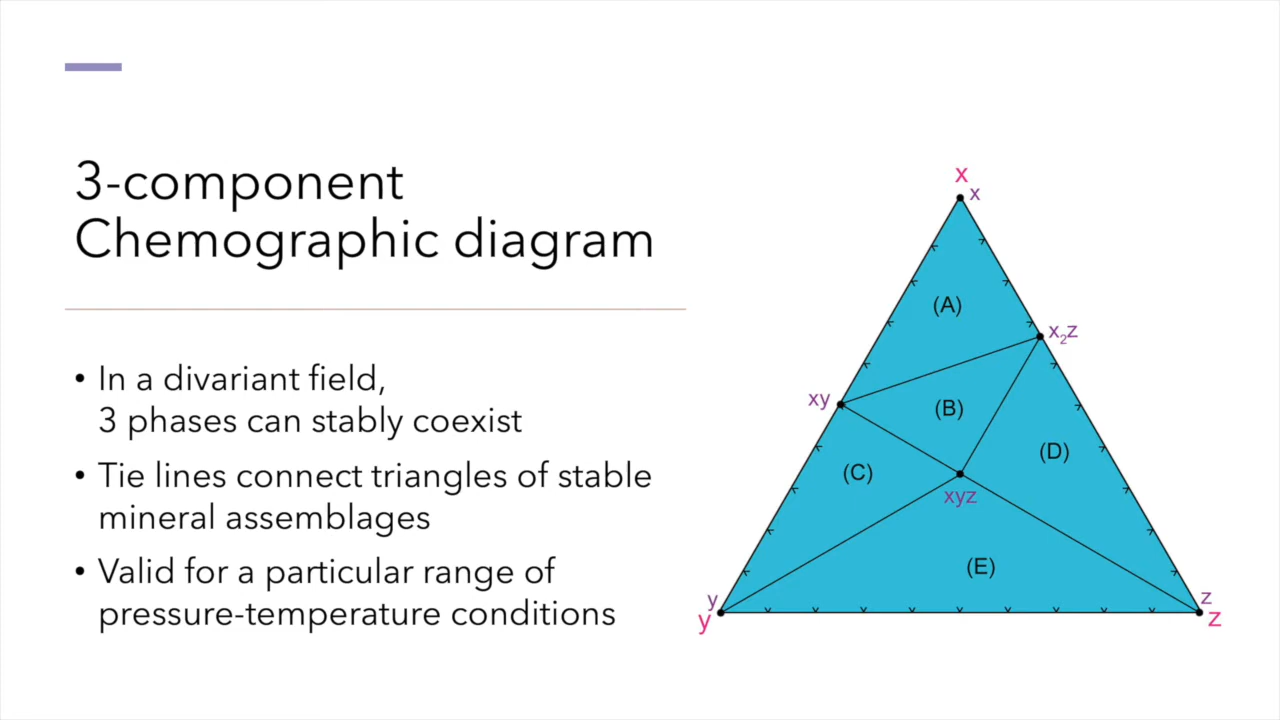 3-component
Chemographic diagram
• In a divariant field,
3 phases can stably coexist
• Tie lines connect triangles of stable
mineral assemblages
• Valid for a particular range of
pressure-temperature conditions
x
x
(A)
x₂z
xy
(B)
(D)
(C)
xyz
(E)
y
y
z
z